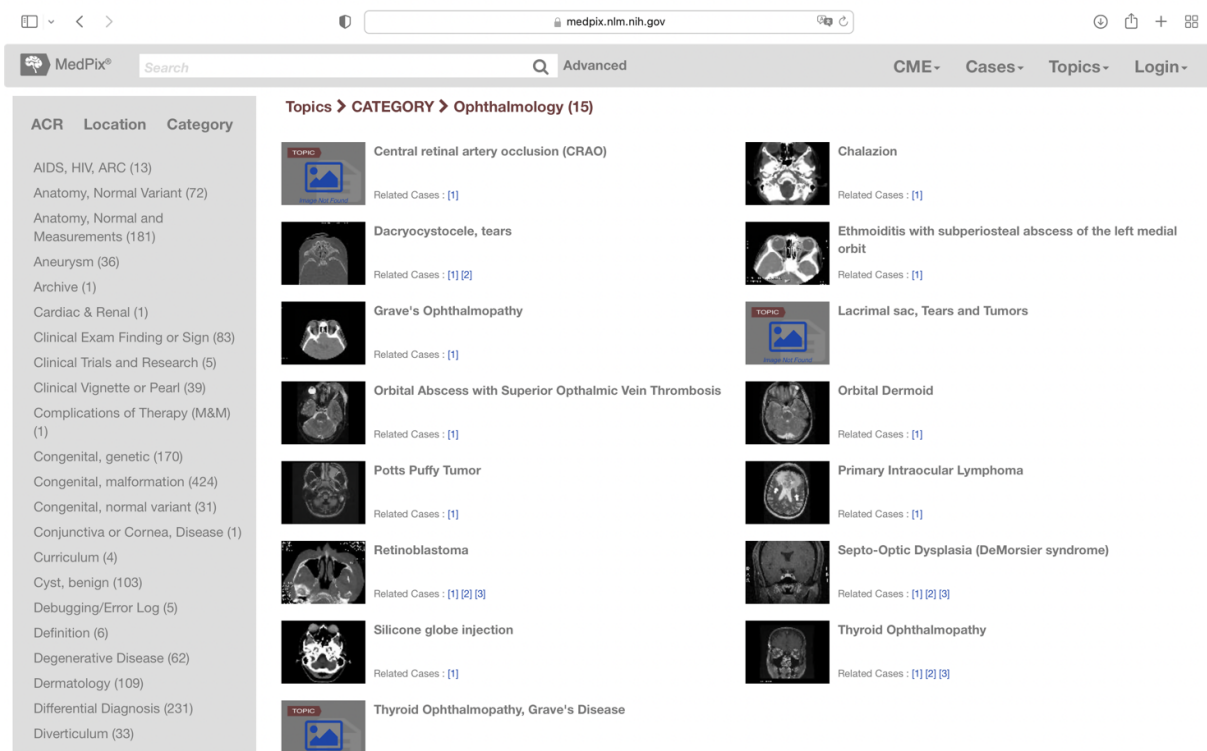 medpix.nlm.nih.gov
MedPix®
Search
Advanced
CME
Cases
Topics
Login
ACR Location Category
AIDS, HIV, ARC (13)
Anatomy, Normal Variant (72)
Anatomy, Normal and
Measurements (181)
Aneurysm (36)
Archive (1)
Cardiac & Renal (1)
Clinical Exam Finding or Sign (83)
Clinical Trials and Research (5)
Clinical Vignette or Pearl (39)
Complications of Therapy (M&M)
(1)
Congenital, genetic (170)
Congenital, malformation (424)
Congenital, normal variant (31)
Conjunctiva or Cornea, Disease (1)
Curriculum (4)
Cyst, benign (103)
Debugging/Error Log (5)
Definition (6)
Degenerative Disease (62)
Dermatology (109)
Differential Diagnosis (231)
Diverticulum (33)
Topics > CATEGORY > Ophthalmology (15)
TOPIC
Image Not Found
Central retinal artery occlusion (CRAO)
Related Cases : [1]
Chalazion
Related Cases : [1]
Dacryocystocele, tears
Related Cases : [1] [2]
Ethmoiditis with subperiosteal abscess of the left medial
orbit
Related Cases : [1]
Grave's Ophthalmopathy
Related Cases : [1]
TOPIC
Image Not Found
Lacrimal sac, Tears and Tumors
Orbital Abscess with Superior Opthalmic Vein Thrombosis
Related Cases : [1]
Orbital Dermoid
Related Cases : [1]
Potts Puffy Tumor
Related Cases : [1]
Primary Intraocular Lymphoma
Related Cases : [1]
Retinoblastoma
Related Cases : [1] [2] [3]
Septo-Optic Dysplasia (DeMorsier syndrome)
Related Cases : [1] [2] [3]
Silicone globe injection
Related Cases : [1]
Thyroid Ophthalmopathy
Related Cases : [1] [2] [3]
TOPIC
Thyroid Ophthalmopathy, Grave's Disease